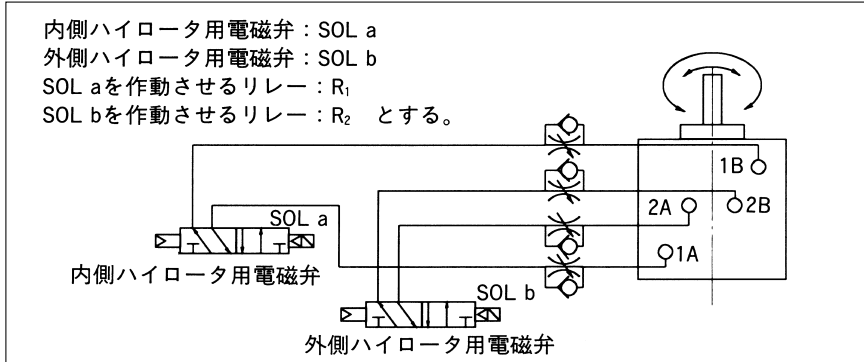 内側ハイロータ用電磁弁：SOL a
外側ハイロータ用電磁弁：SOL b
SOL aを作動させるリレー：R₁
SOL bを作動させるリレー：R₂ とする。
1B
2A
2B
SOL a
1A
内側ハイロータ用電磁弁
SOL b
外側ハイロータ用電磁弁